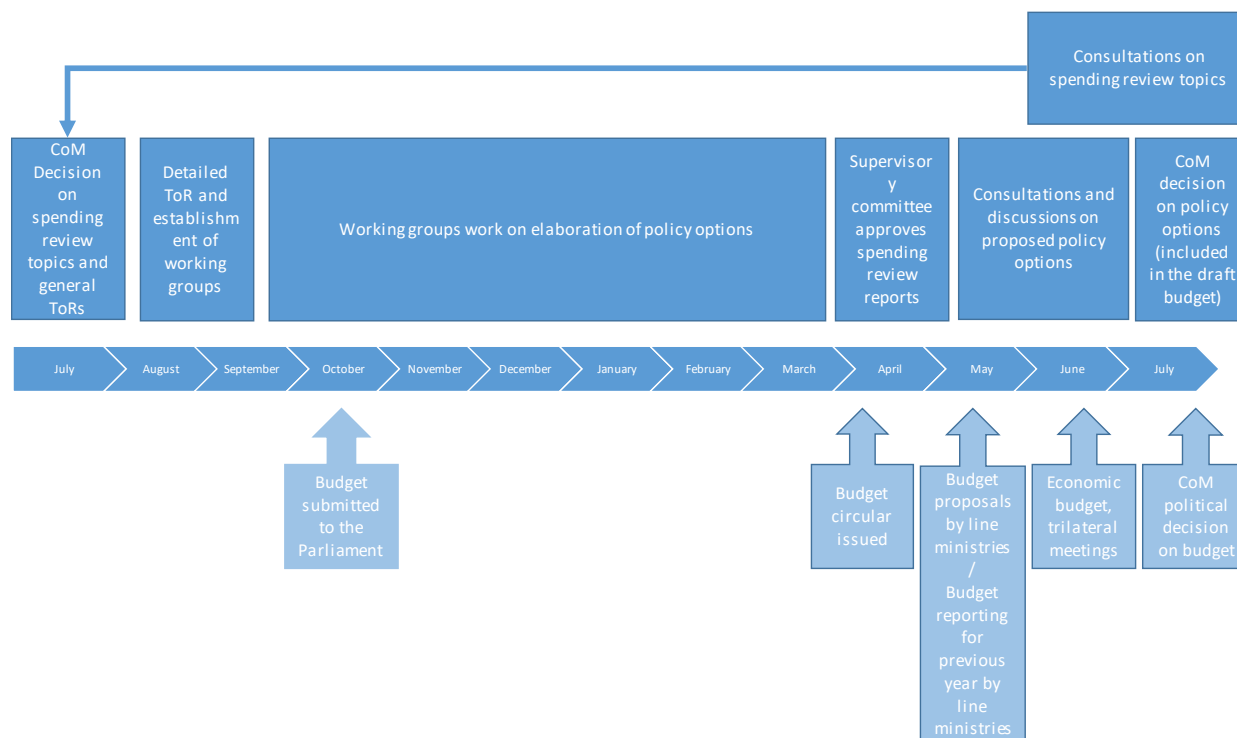 Consultations on
spending review topics
CoM
Decision
on
spending
review
topics and
general
ToRs
Detailed
ToR and
establishm
ent of
working
groups
Working groups work on elaboration of policy options
Supervisor
y
committee
approves
spending
review
reports
Consultations and
discussions on
proposed policy
options
CoM
decision
on policy
options
(included
in the draft
budget)
July
August
September
October
November
December
January
February
March
April
May
June
July
Budget
submitted
to the
Parliament
Budget
circular
issued
Budget
proposals
by line
ministries
/
Budget
reporting
for
previous
year by
line
ministries
Economic
budget,
trilateral
meetings
CoM
political
decision
on budget